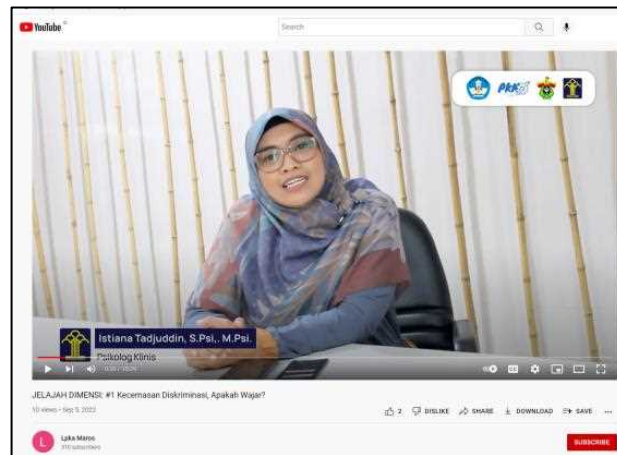 YouTube
Search
PKKM
Istiana Tadjuddin, S.Psi,. M.Psi.
Psikolog Klinis
JELAJAH DIMENSI: #1 Kecemasan Diskriminasi, Apakah Wajar?
10 views • Sep 5, 2022
2 DISLIKE SHARE DOWNLOAD SAVE ...
L
Lpka Maros
SUBSCRIBE